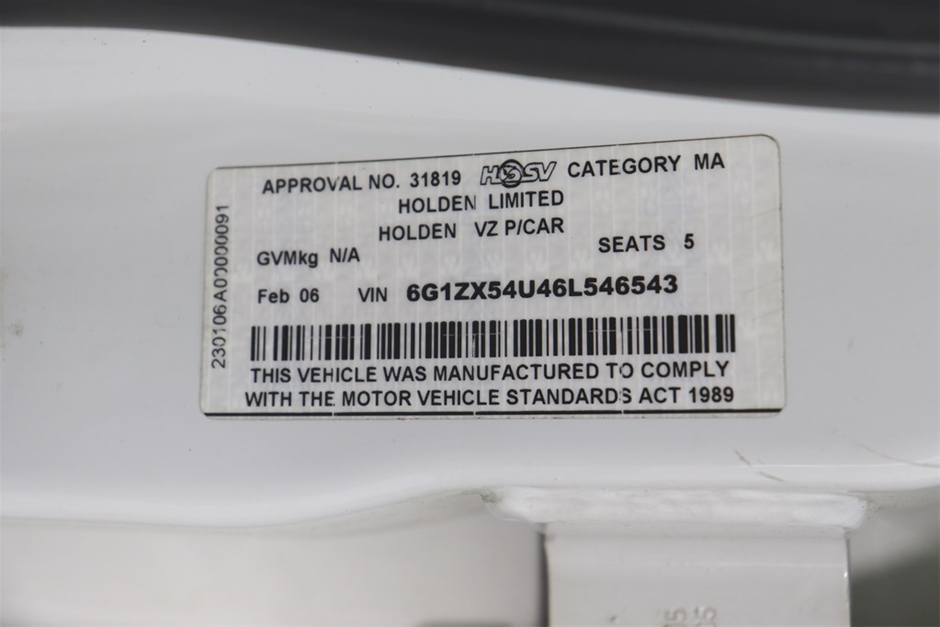 APPROVAL NO. 31819 HSV CATEGORY MA
HOLDEN LIMITED
HOLDEN VZ P/CAR
GVMkg N/A SEATS 5
Feb 06 VIN 6G1ZX54U46L546543
THIS VEHICLE WAS MANUFACTURED TO COMPLY
WITH THE MOTOR VEHICLE STANDARDS ACT 1989
230106A00000091